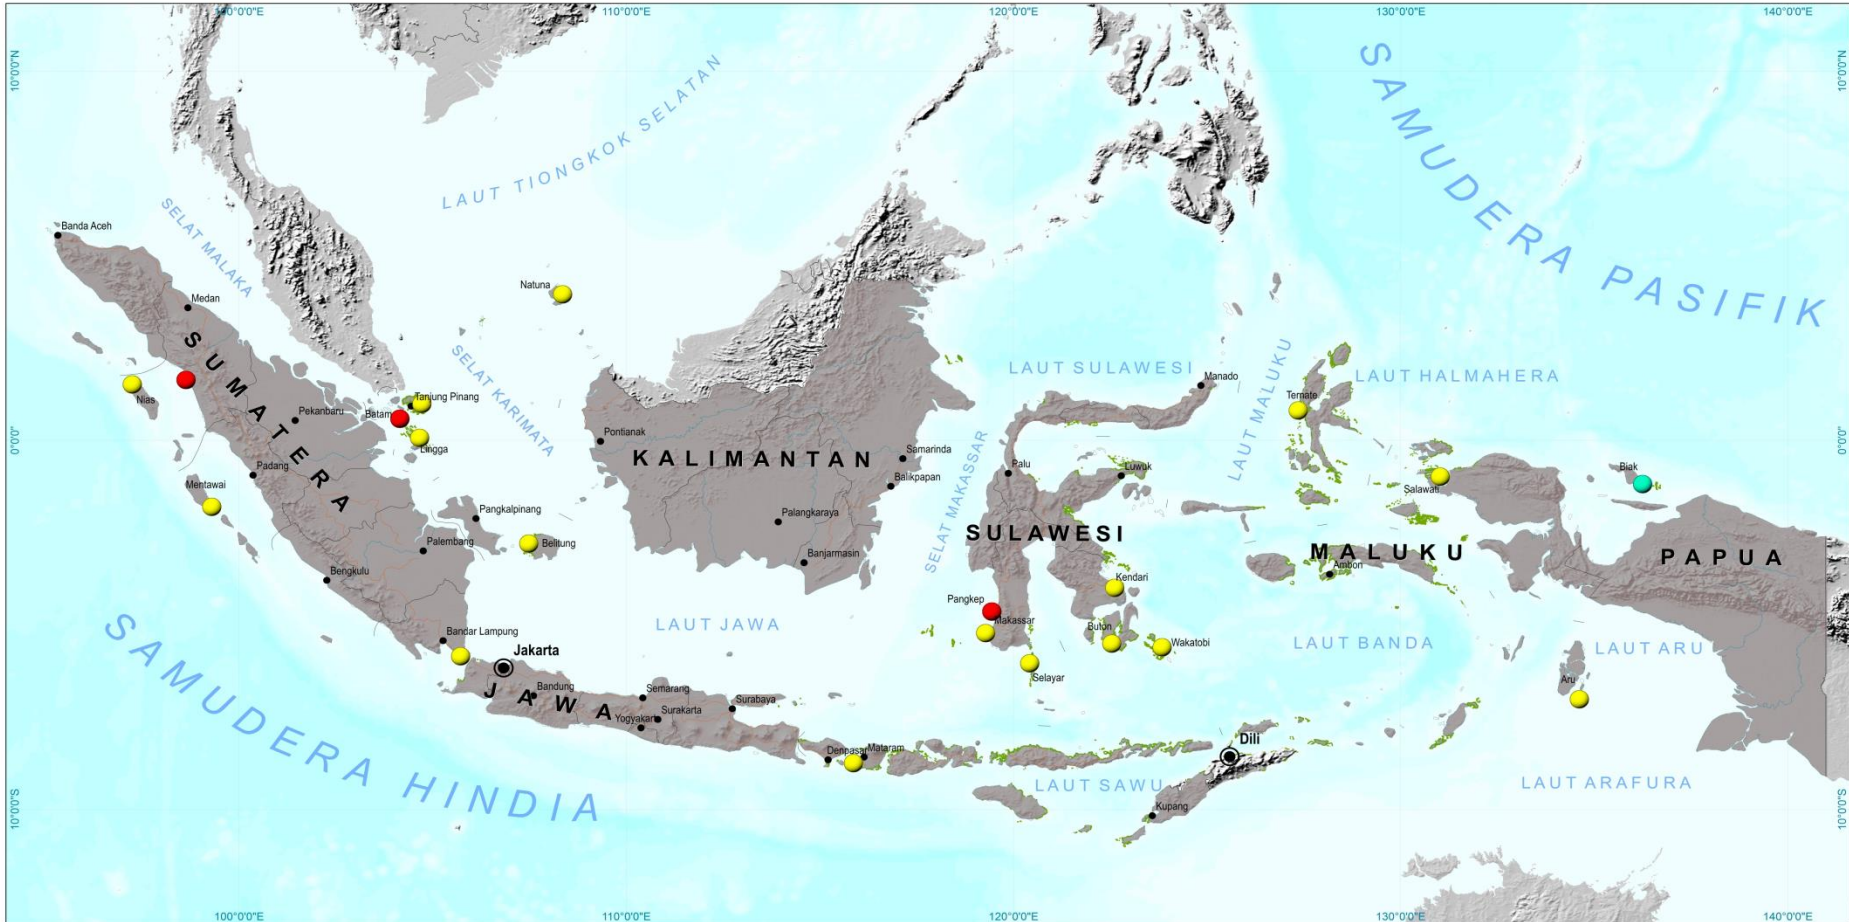 100°0'0"E
110°0'0"E
120°0'0"E
130°0'0"E
140°0'0"E
10°0'0"N
10°0'0"N
SAMUDERA PASIFIK
LAUT TIONGKOK SELATAN
SELAT MALAKA
Banda Aceh
Medan
Natuna
SUMATERA
SELAT KARIMATA
LAUT SULAWESI
Manado
LAUT MALUKU
LAUT HALMAHERA
Nias
Tanjung Pinang
Batam
Pekanbaru
Ternate
0°0'0"
0°0'0"
Lingga
Pontianak
KALIMANTAN
Samarinda
SELAT MAKASSAR
Padang
Palu
Luwuk
Biak
Mentawai
Balikpapan
Salawati
Pangkalpinang
Palangkaraya
SULAWESI
Palembang
Belitung
MALUKU
PAPUA
Banjarmasin
Ambon
Bengkulu
Kendari
Pangkep
Makassar
LAUT JAWA
Buton
Wakatobi
LAUT BANDA
LAUT ARU
Bandar Lampung
Jakarta
Selayar
Aru
SAMUDERA HINDIA
JAWA
Bandung
Semarang
Surabaya
Yogyakart
Surakarta
Denpasar
Mataram
Dili
LAUT SAWU
LAUT ARAFURA
Kupang
10°0'0"S
10°0'0"S
100°0'0"E
110°0'0"E
120°0'0"E
130°0'0"E
140°0'0"E